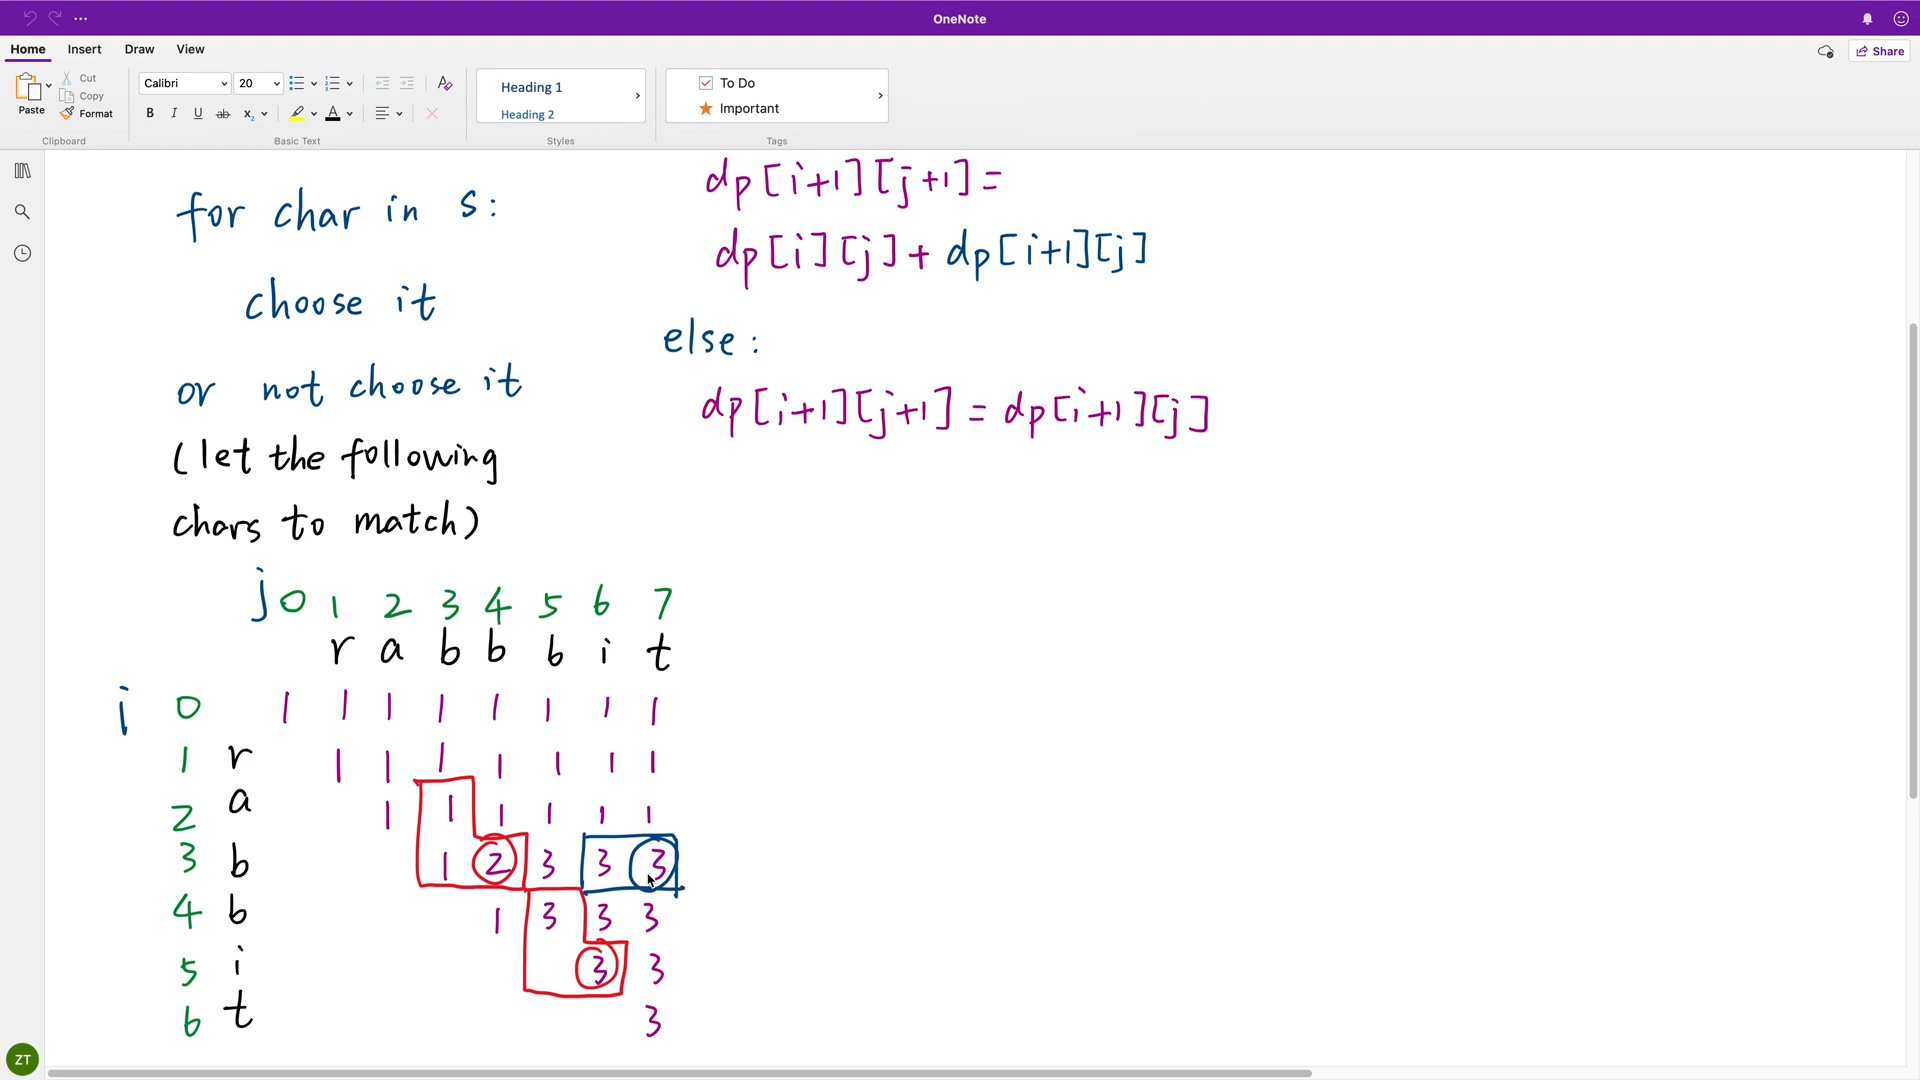 OneNote
Home Insert Draw View
Share
Paste
Cut
Copy
Format
Calibri 20
B I U ab x2 A
Heading 1
Heading 2
To Do
Important
Clipboard Basic Text Styles Tags
for char in s:
choose it
or not choose it
(let the following
chars to match)
dp[i+1][j+1]=
dp[i][j]+dp[i+1][j]
else:
dp[i+1][j+1]=dp[i+1][j]
j 0 1 2 3 4 5 6 7
r a b b b i t
i 0 1 1 1 1 1 1 1 1
1 r 1 1 1 1 1 1 1
2 a 1 1 1 1 1 1
3 b 1 2 3 3 3
4 b 1 3 3 3
5 i 3 3
6 t 3
ZT